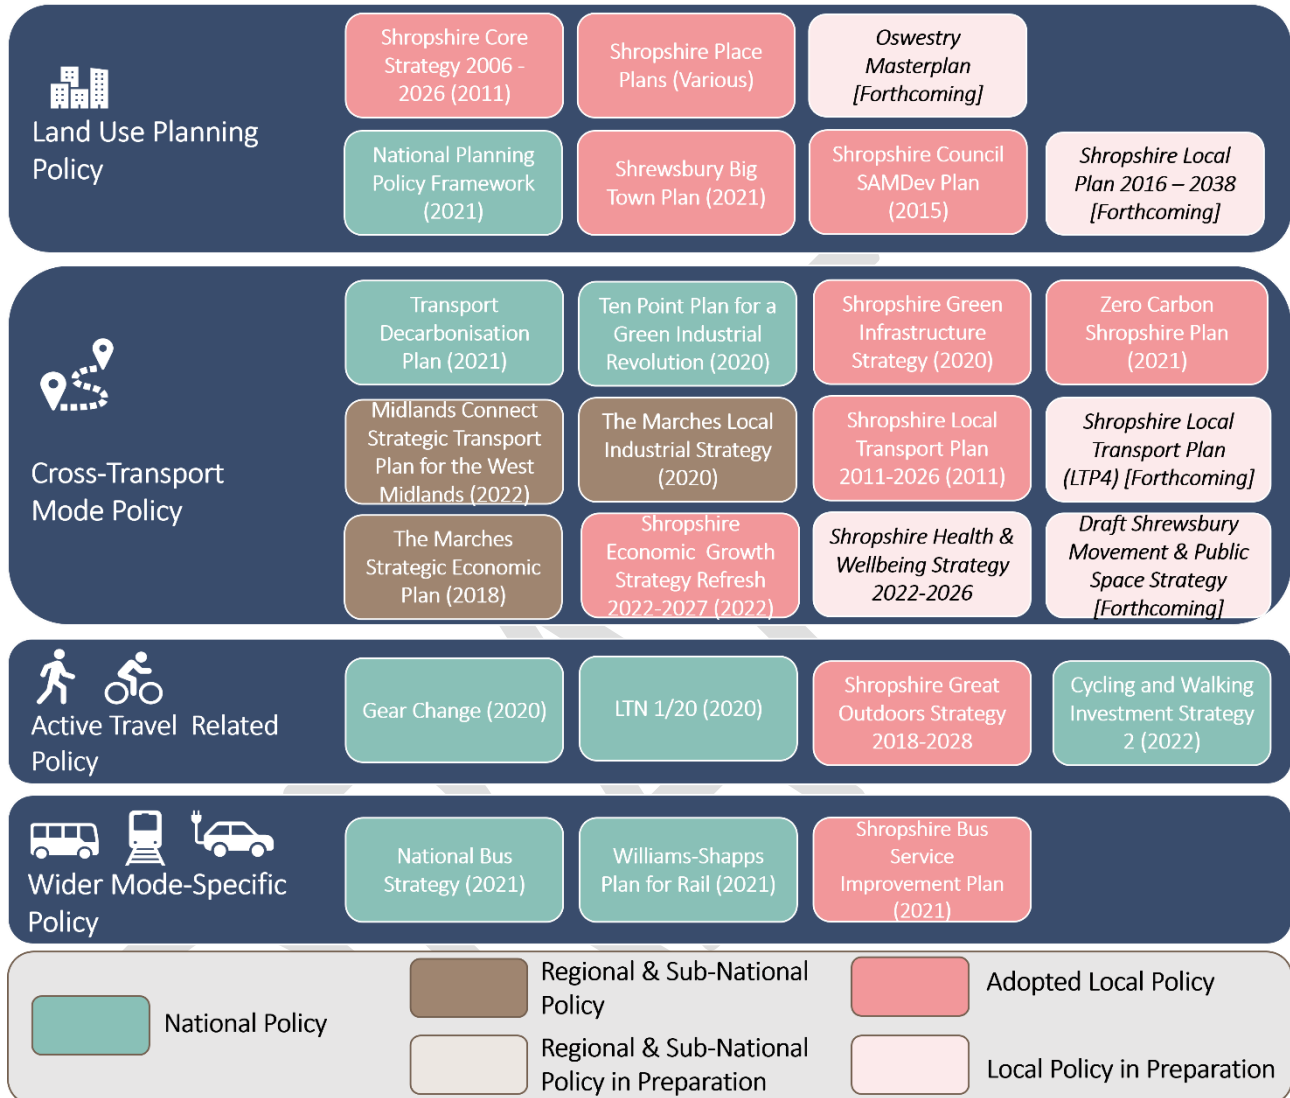 Land Use Planning
Policy
Shropshire Core
Strategy 2006 -
2026 (2011)
Shropshire Place
Plans (Various)
Oswestry
Masterplan
[Forthcoming]
National Planning
Policy Framework
(2021)
Shrewsbury Big
Town Plan (2021)
Shropshire Council
SAMDev Plan
(2015)
Shropshire Local
Plan 2016 – 2038
[Forthcoming]
Cross-Transport
Mode Policy
Transport
Decarbonisation
Plan (2021)
Ten Point Plan for a
Green Industrial
Revolution (2020)
Shropshire Green
Infrastructure
Strategy (2020)
Zero Carbon
Shropshire Plan
(2021)
Midlands Connect
Strategic Transport
Plan for the West
Midlands (2022)
The Marches Local
Industrial Strategy
(2020)
Shropshire Local
Transport Plan
2011-2026 (2011)
Shropshire Local
Transport Plan
(LTP4) [Forthcoming]
The Marches
Strategic Economic
Plan (2018)
Shropshire
Economic Growth
Strategy Refresh
2022-2027 (2022)
Shropshire Health &
Wellbeing Strategy
2022-2026
Draft Shrewsbury
Movement & Public
Space Strategy
[Forthcoming]
Active Travel Related
Policy
Gear Change (2020)
LTN 1/20 (2020)
Shropshire Great
Outdoors Strategy
2018-2028
Cycling and Walking
Investment Strategy
2 (2022)
Wider Mode-Specific
Policy
National Bus
Strategy (2021)
Williams-Shapps
Plan for Rail (2021)
Shropshire Bus
Service
Improvement Plan
(2021)
National Policy
Regional & Sub-National
Policy
Adopted Local Policy
Regional & Sub-National
Policy in Preparation
Local Policy in Preparation